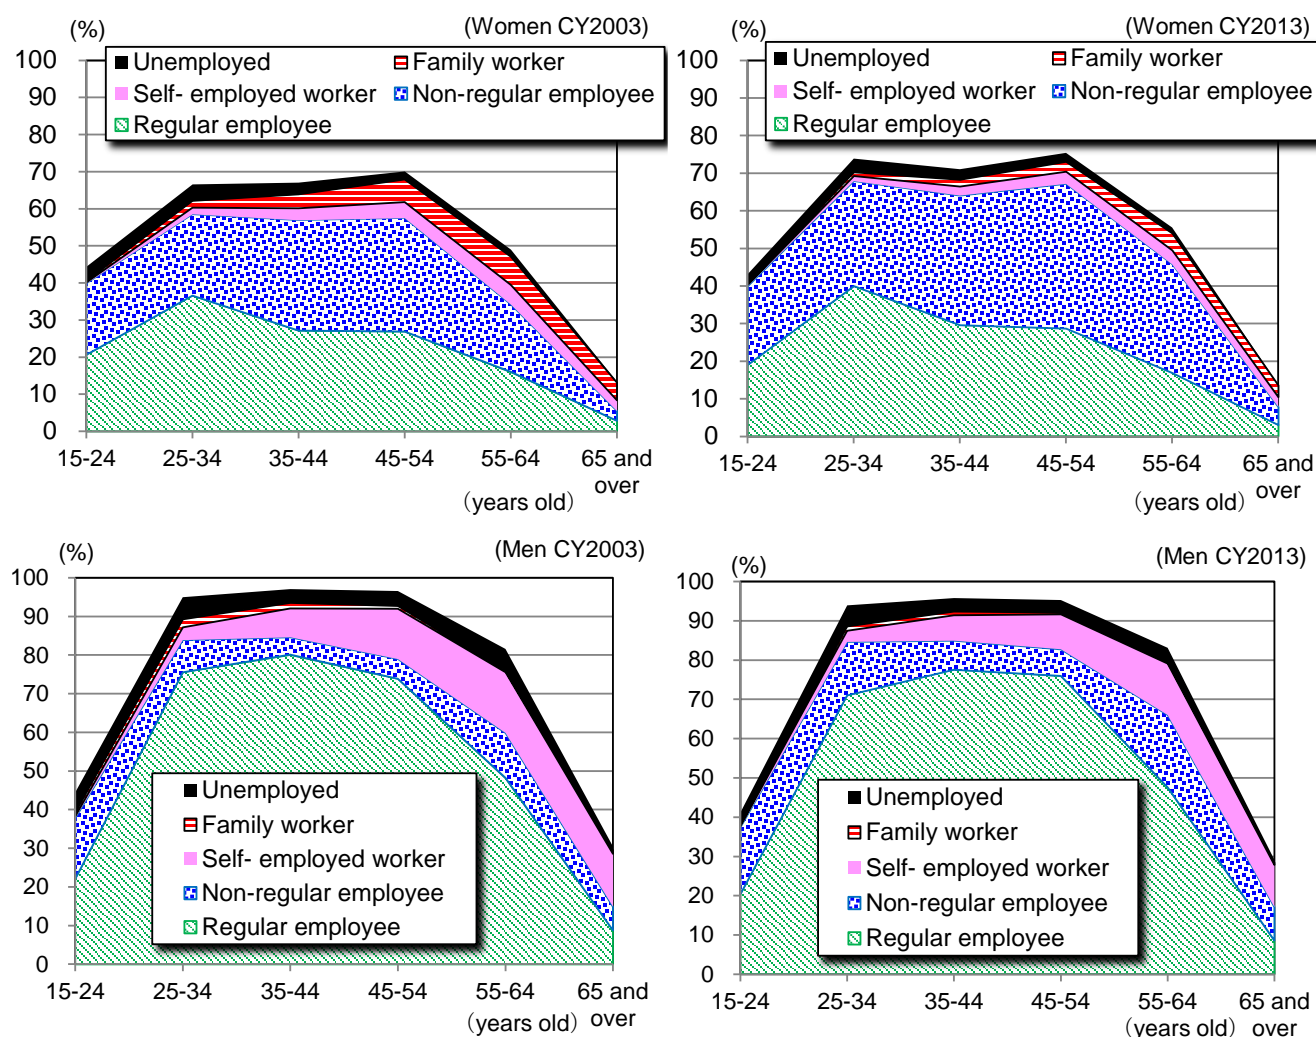 (%) (Women CY2003)
Unemployed Family worker
Self- employed worker Non-regular employee
Regular employee
100
90
80
70
60
50
40
30
20
10
0
15-24 25-34 35-44 45-54 55-64 65 and
(years old) over
(%) (Women CY2013)
Unemployed Family worker
Self- employed worker Non-regular employee
Regular employee
100
90
80
70
60
50
40
30
20
10
0
15-24 25-34 35-44 45-54 55-64 65 and
(years old) over
(%) (Men CY2003)
100
90
80
70
60
50
40
30
20
10
0
Unemployed
Family worker
Self- employed worker
Non-regular employee
Regular employee
15-24 25-34 35-44 45-54 55-64 65 and
(years old) over
(%) (Men CY2013)
100
90
80
70
60
50
40
30
20
10
0
Unemployed
Family worker
Self- employed worker
Non-regular employee
Regular employee
15-24 25-34 35-44 45-54 55-64 65 and
(years old) over